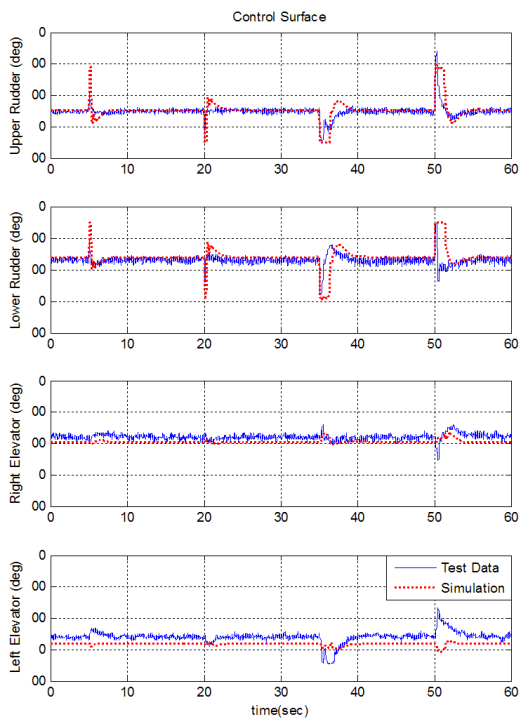 Control Surface
Upper Rudder (deg)
0
00
00
0
00
0 10 20 30 40 50 60
Lower Rudder (deg)
0
00
00
0
00
0 10 20 30 40 50 60
Right Elevator (deg)
0
00
00
0
00
0 10 20 30 40 50 60
Left Elevator (deg)
0
00
00
0
00
Test Data
Simulation
0 10 20 30 40 50 60
time(sec)